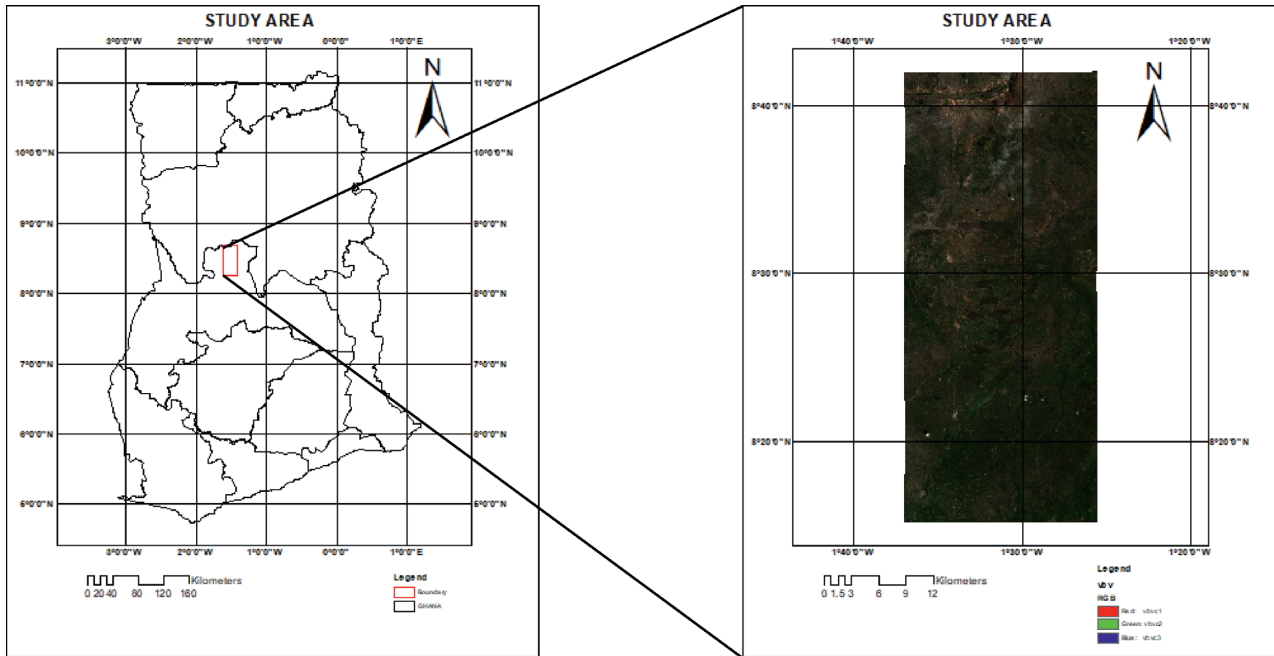 STUDY AREA
3°0'0"W 2°0'0"W 1°0'0"W 0°0'0"E 1°0'0"E
N
11°0'0"N 11°0'0"N
10°0'0"N 10°0'0"N
9°0'0"N 9°0'0"N
8°0'0"N 8°0'0"N
7°0'0"N 7°0'0"N
6°0'0"N 6°0'0"N
5°0'0"N 5°0'0"N
3°0'0"W 2°0'0"W 1°0'0"W 0°0'0"E 1°0'0"E
Kilometers
0 20 40 80 120 160
Legend
Boundary
GHANA
STUDY AREA
1°40'0"W 1°30'0"W 1°20'0"W
N
8°40'0"N 8°40'0"N
8°30'0"N 8°30'0"N
8°20'0"N 8°20'0"N
1°40'0"W 1°30'0"W 1°20'0"W
Kilometers
0 1.5 3 6 9 12
Legend
RGB
Red:
Green:
Blue: